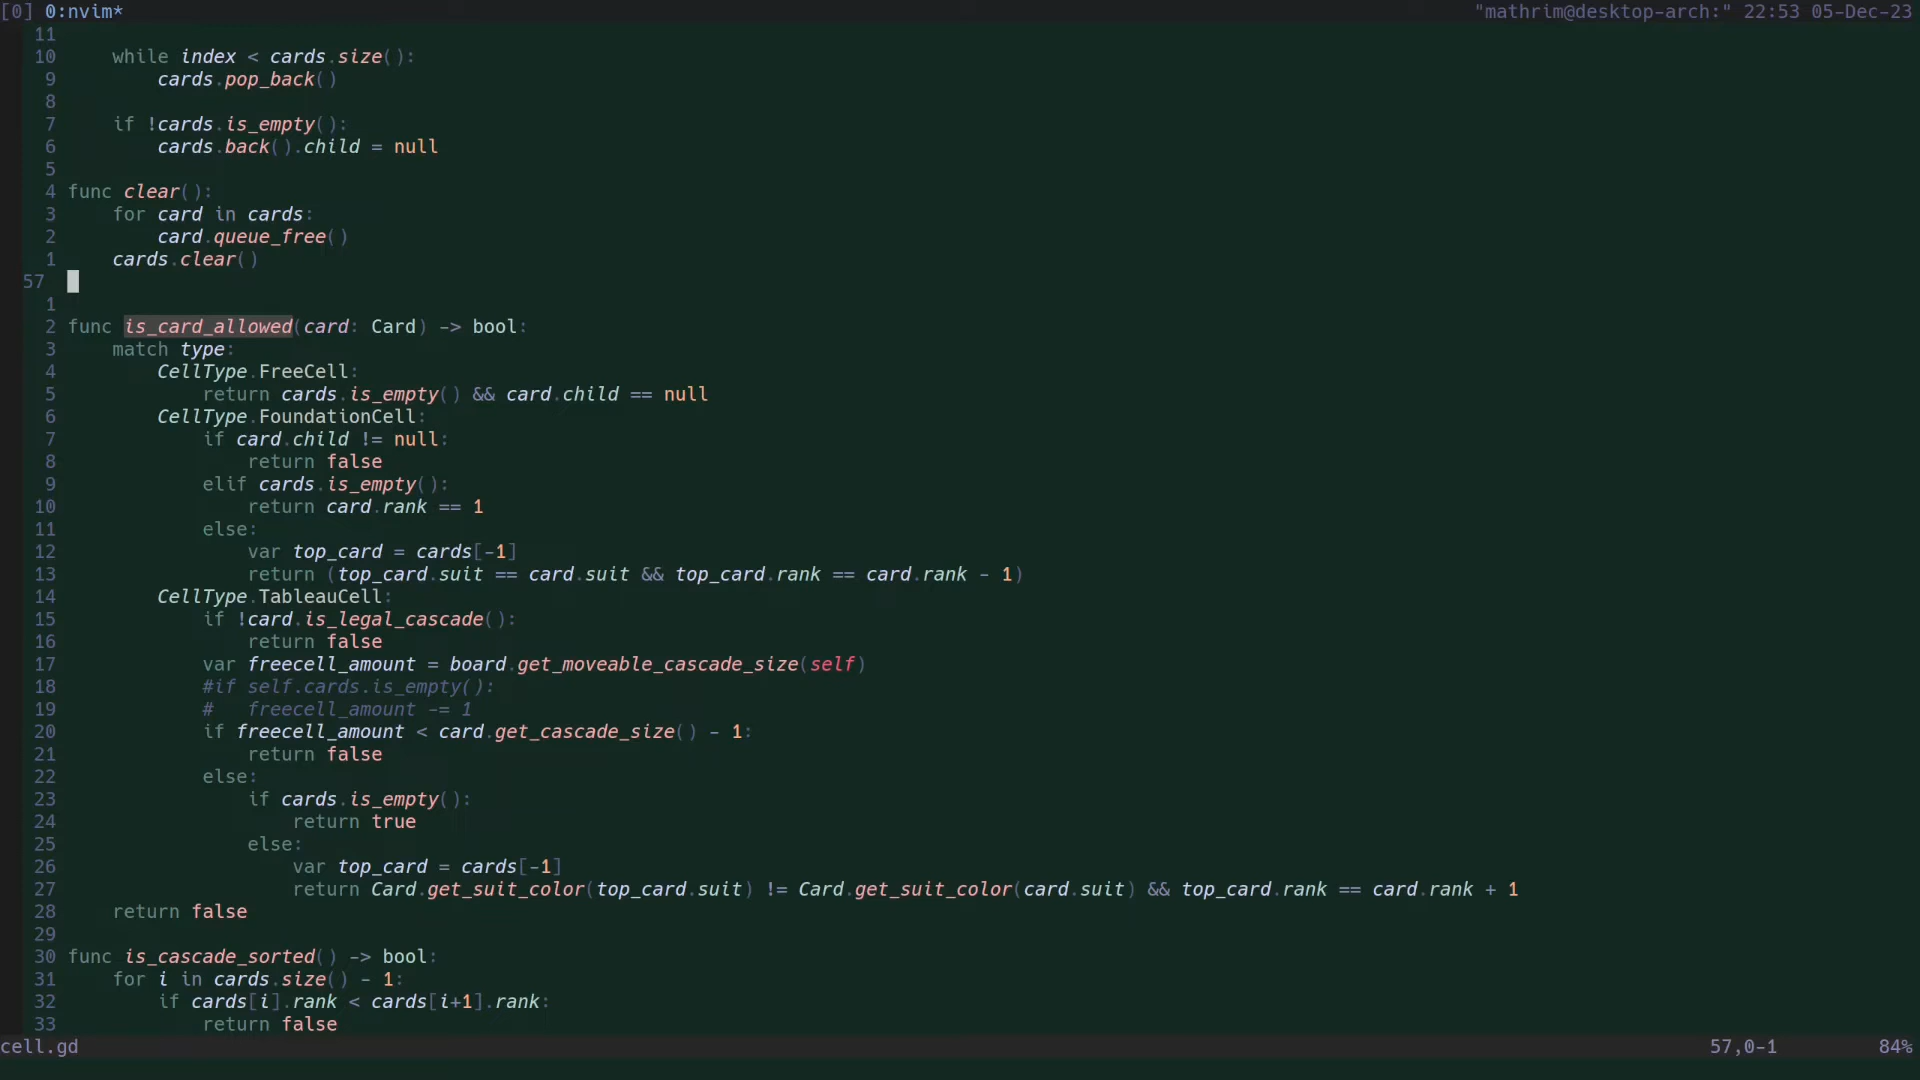 [0] 0:nvim* "mathrim@desktop-arch:" 22:53 05-Dec-23
11
10     while index < cards.size():
9         cards.pop_back()
8
7     if !cards.is_empty():
6         cards.back().child = null
5
4 func clear():
3     for card in cards:
2         card.queue_free()
1     cards.clear()
57
1
2 func is_card_allowed(card: Card) -> bool:
3     match type:
4         CellType.FreeCell:
5             return cards.is_empty() && card.child == null
6         CellType.FoundationCell:
7             if card.child != null:
8                 return false
9             elif cards.is_empty():
10                 return card.rank == 1
11             else:
12                 var top_card = cards[-1]
13                 return (top_card.suit == card.suit && top_card.rank == card.rank - 1)
14         CellType.TableauCell:
15             if !card.is_legal_cascade():
16                 return false
17             var freecell_amount = board.get_moveable_cascade_size(self)
18             #if self.cards.is_empty():
19             #   freecell_amount -= 1
20             if freecell_amount < card.get_cascade_size() - 1:
21                 return false
22             else:
23                 if cards.is_empty():
24                     return true
25                 else:
26                     var top_card = cards[-1]
27                     return Card.get_suit_color(top_card.suit) != Card.get_suit_color(card.suit) && top_card.rank == card.rank + 1
28     return false
29
30 func is_cascade_sorted() -> bool:
31     for i in cards.size() - 1:
32         if cards[i].rank < cards[i+1].rank:
33             return false
cell.gd 57,0-1 84%